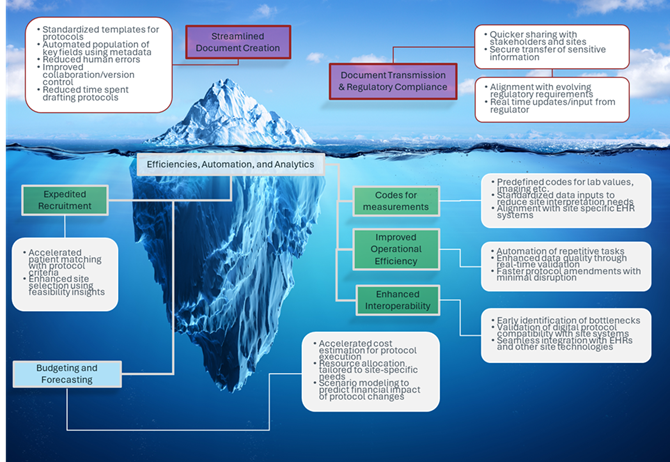 • Standardized templates for
protocols
• Automated population of
key fields using metadata
• Reduced human errors
• Improved
collaboration/version
control
• Reduced time spent
drafting protocols
Streamlined
Document Creation
Document Transmission
& Regulatory Compliance
• Quicker sharing with
stakeholders and sites
• Secure transfer of sensitive
information
• Alignment with evolving
regulatory requirements
• Real time updates/input from
regulator
Efficiencies, Automation, and Analytics
Expedited
Recruitment
• Accelerated
patient matching
with protocol
criteria
• Enhanced site
selection using
feasibility insights
Codes for
measurements
• Predefined codes for lab values,
imaging etc.
• Standardized data inputs to
reduce site interpretation needs
• Alignment with site specific EHR
systems
Improved
Operational
Efficiency
• Automation of repetitive tasks
• Enhanced data quality through
real-time validation
• Faster protocol amendments with
minimal disruption
Enhanced
Interoperability
• Early identification of bottlenecks
• Validation of digital protocol
compatibility with site systems
• Seamless integration with EHRs
and other site technologies
Budgeting and
Forecasting
• Accelerated cost
estimation for protocol
execution
• Resource allocation
tailored to site-specific
needs
• Scenario modeling to
predict financial impact
of protocol changes